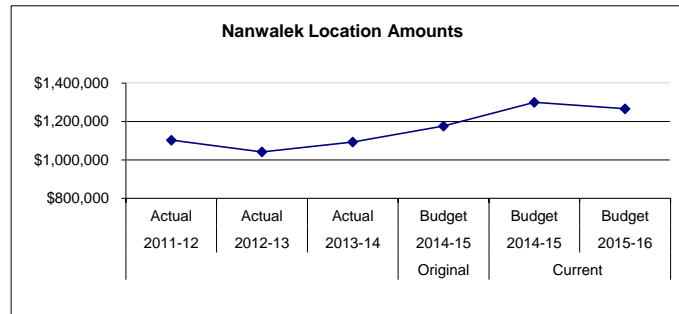 Nanwalek Location Amounts
$1,400,000
$1,200,000
$1,000,000
$800,000
Actual Actual Actual Budget Budget Budget
2011-12 2012-13 2013-14 2014-15 2014-15 2015-16
Original Current